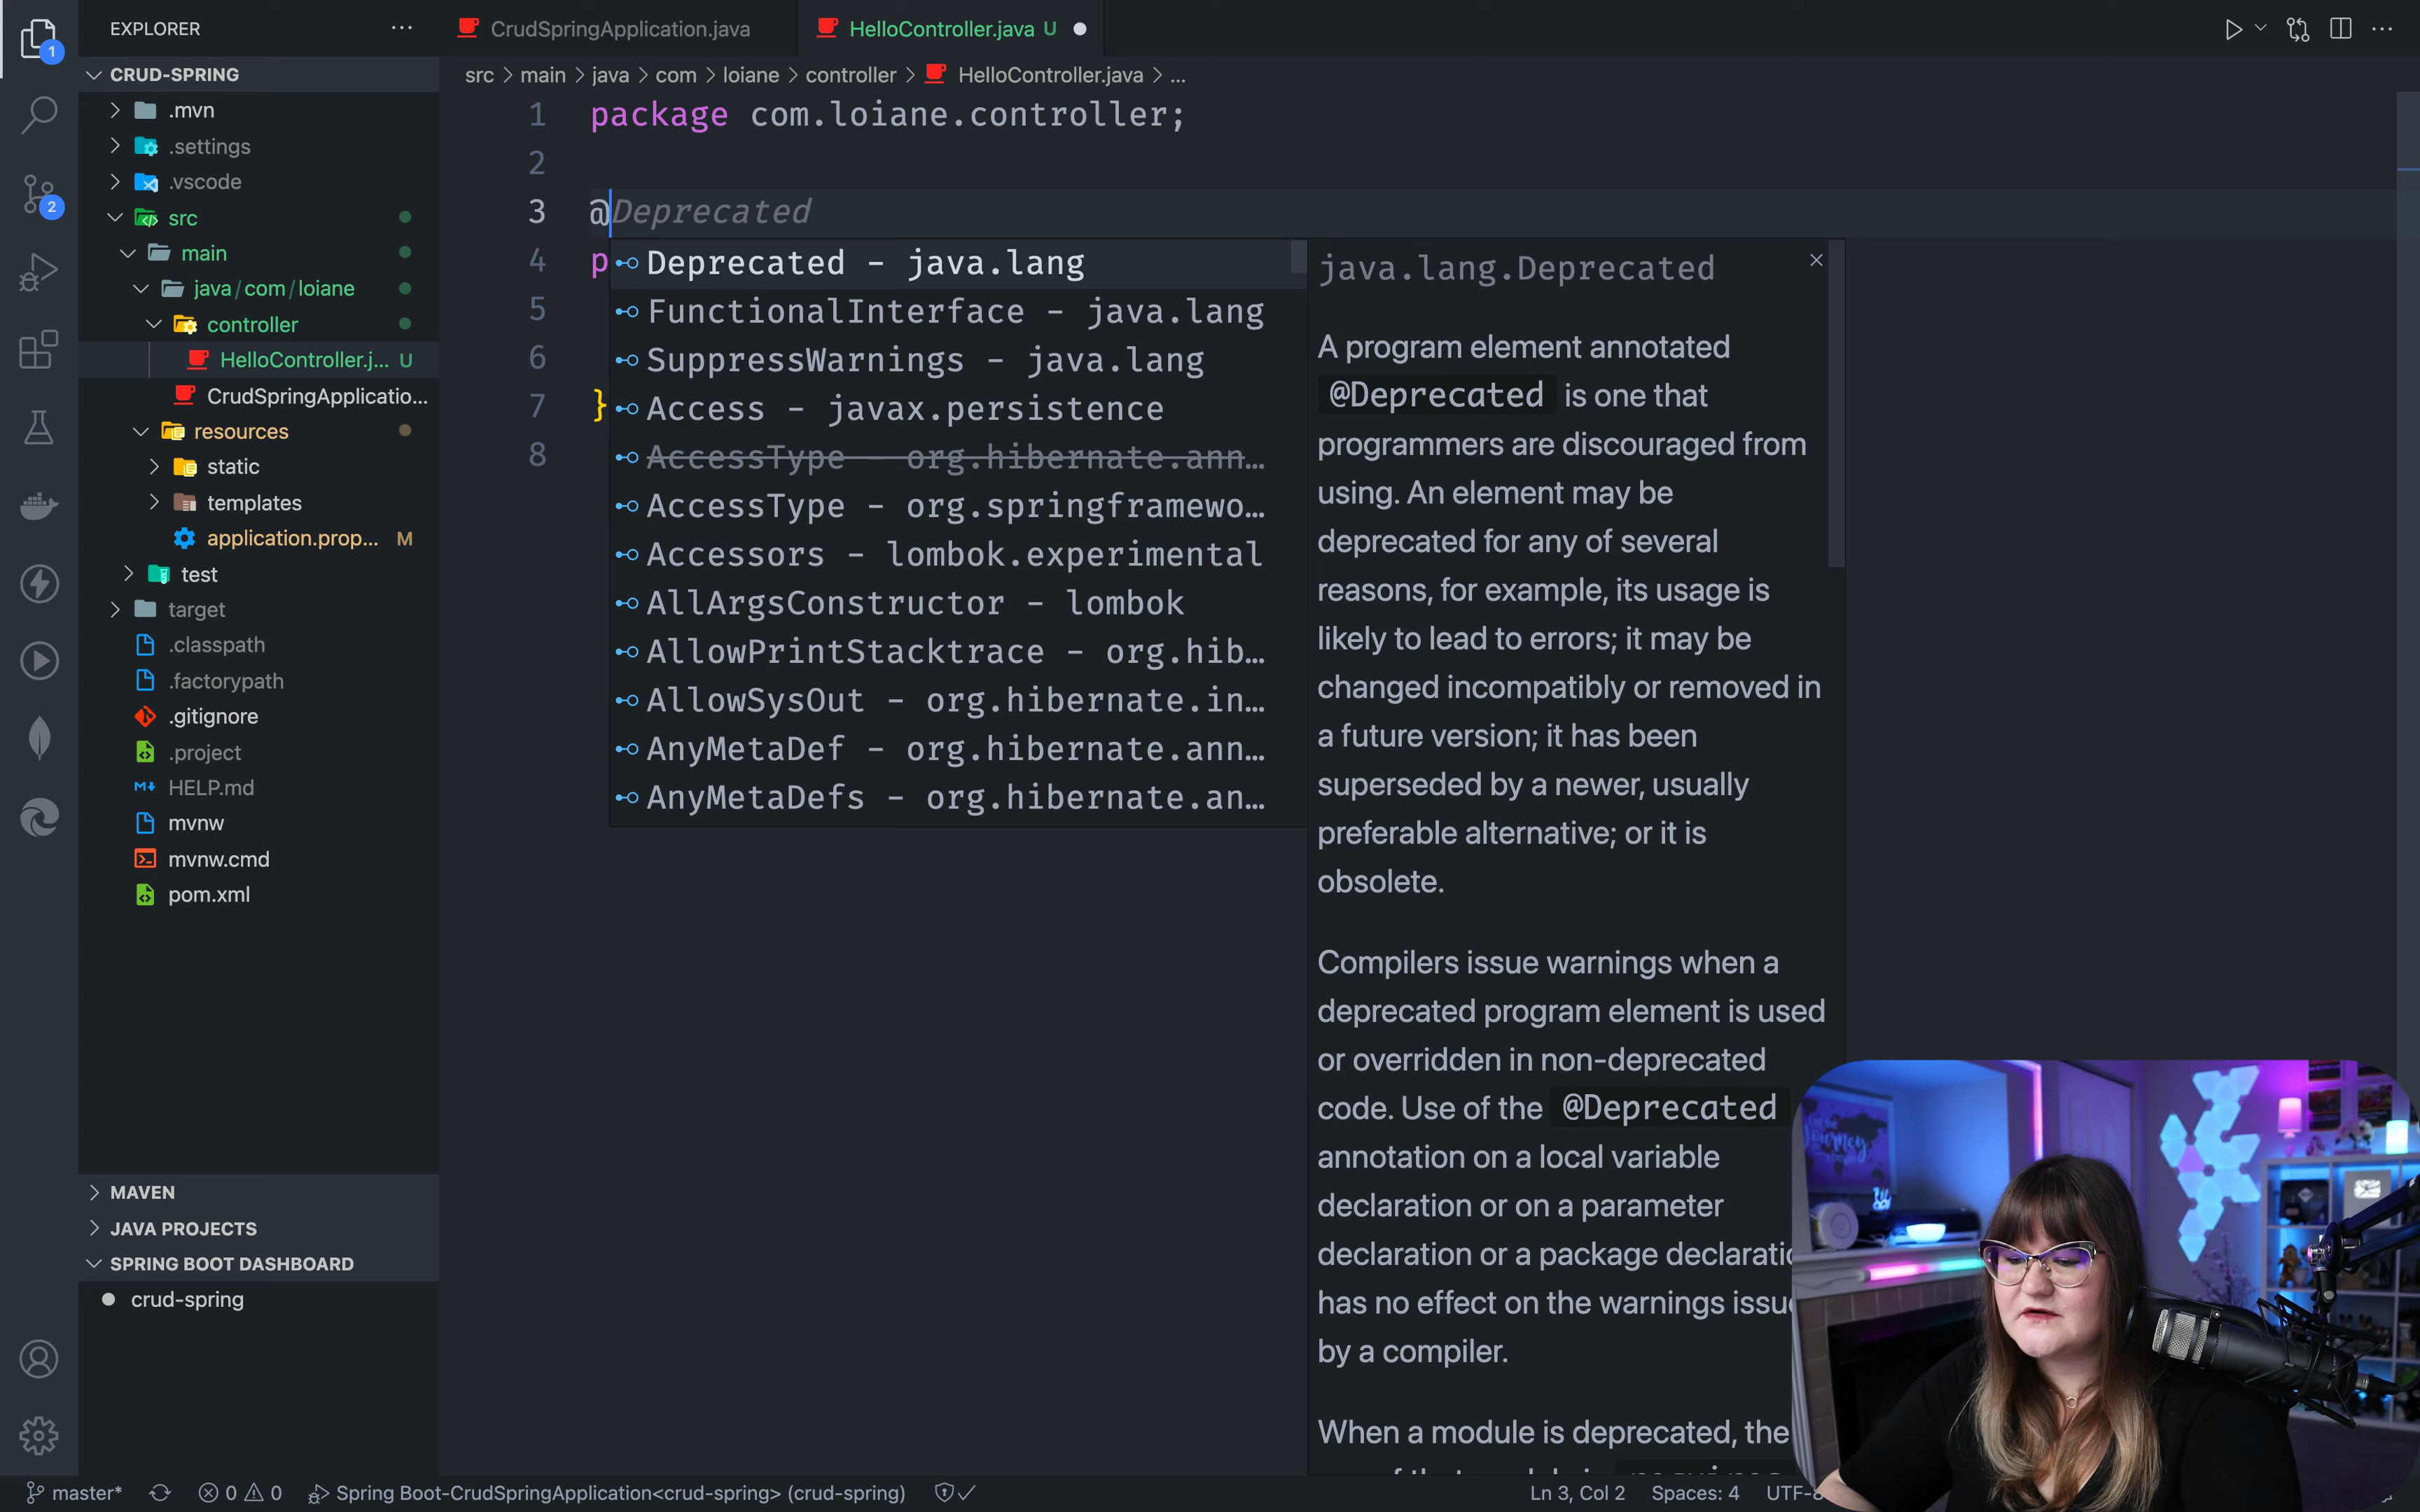 EXPLORER
CRUD-SPRING
.mvn
.settings
.vscode
src
main
java/com/loiane
controller
HelloController.j... U
CrudSpringApplicatio...
resources
static
templates
application.prop... M
test
target
.classpath
.factorypath
.gitignore
.project
HELP.md
mvnw
mvnw.cmd
pom.xml
MAVEN
JAVA PROJECTS
SPRING BOOT DASHBOARD
crud-spring
1
2
CrudSpringApplication.java
HelloController.java U
src > main > java > com > loiane > controller > HelloController.java > ...
1 package com.loiane.controller;
2
3 @Deprecated
4 p
5
6
7 }
8
Deprecated - java.lang
FunctionalInterface - java.lang
SuppressWarnings - java.lang
Access - javax.persistence
AccessType - org.hibernate.ann...
AccessType - org.springframewo...
Accessors - lombok.experimental
AllArgsConstructor - lombok
AllowPrintStacktrace - org.hib...
AllowSysOut - org.hibernate.in...
AnyMetaDef - org.hibernate.ann...
AnyMetaDefs - org.hibernate.an...
java.lang.Deprecated
A program element annotated
@Deprecated is one that
programmers are discouraged from
using. An element may be
deprecated for any of several
reasons, for example, its usage is
likely to lead to errors; it may be
changed incompatibly or removed in
a future version; it has been
superseded by a newer, usually
preferable alternative; or it is
obsolete.
Compilers issue warnings when a
deprecated program element is used
or overridden in non-deprecated
code. Use of the @Deprecated
annotation on a local variable
declaration or on a parameter
declaration or a package declaratio
has no effect on the warnings issue
by a compiler.
When a module is deprecated, the
master* 0 0 Spring Boot-CrudSpringApplication<crud-spring> (crud-spring)
Ln 3, Col 2 Spaces: 4 UTF-8